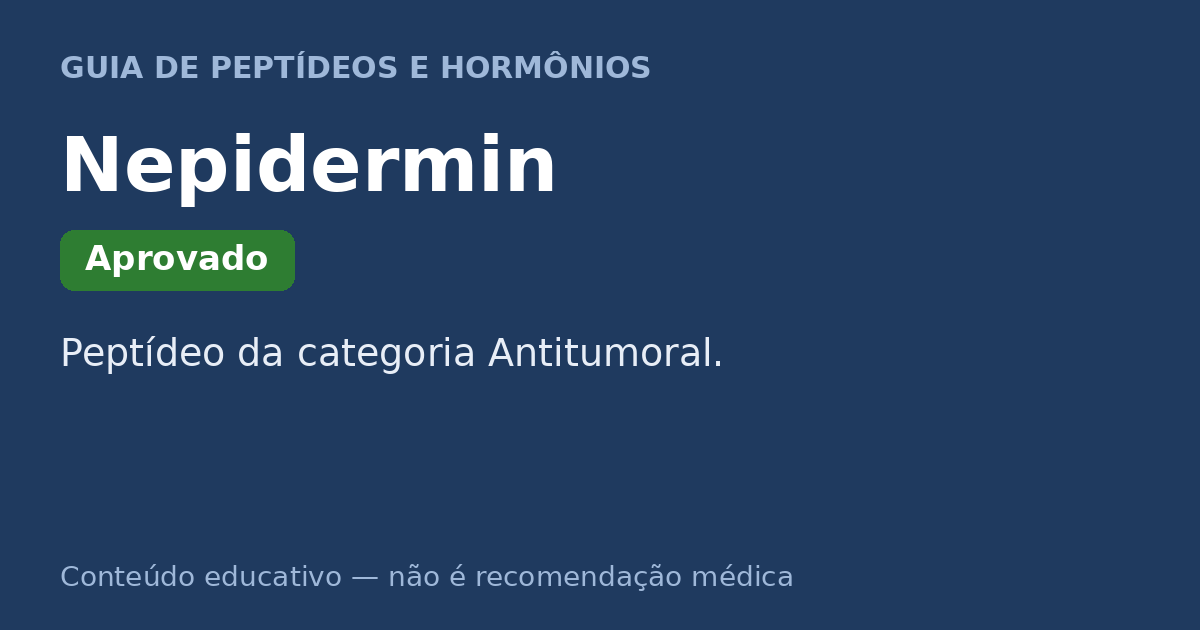 GUIA DE PEPTÍDEOS E HORMÔNIOS
Nepidermin
Aprovado
Peptídeo da categoria Antitumoral.
Conteúdo educativo — não é recomendação médica